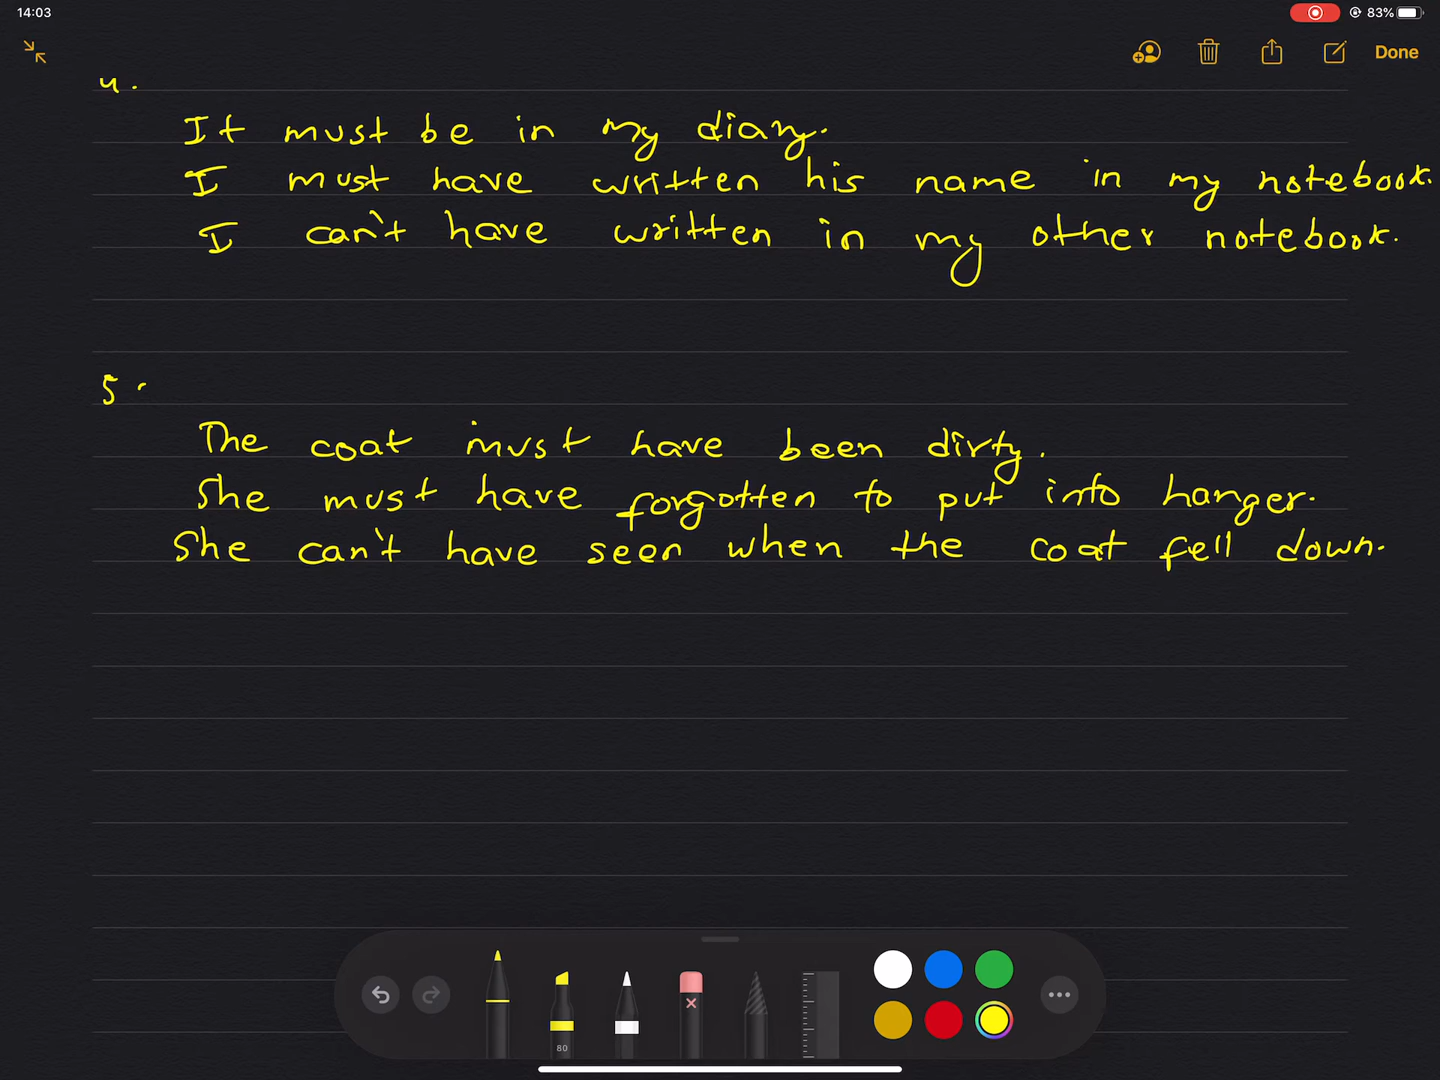 14:03
83%
Done
4.
It must be in my diary.
I must have written his name in my notebook.
I can't have written in my other notebook.
5.
The coat must have been dirty.
She must have forgotten to put into hanger.
She can't have seen when the coat fell down.
80